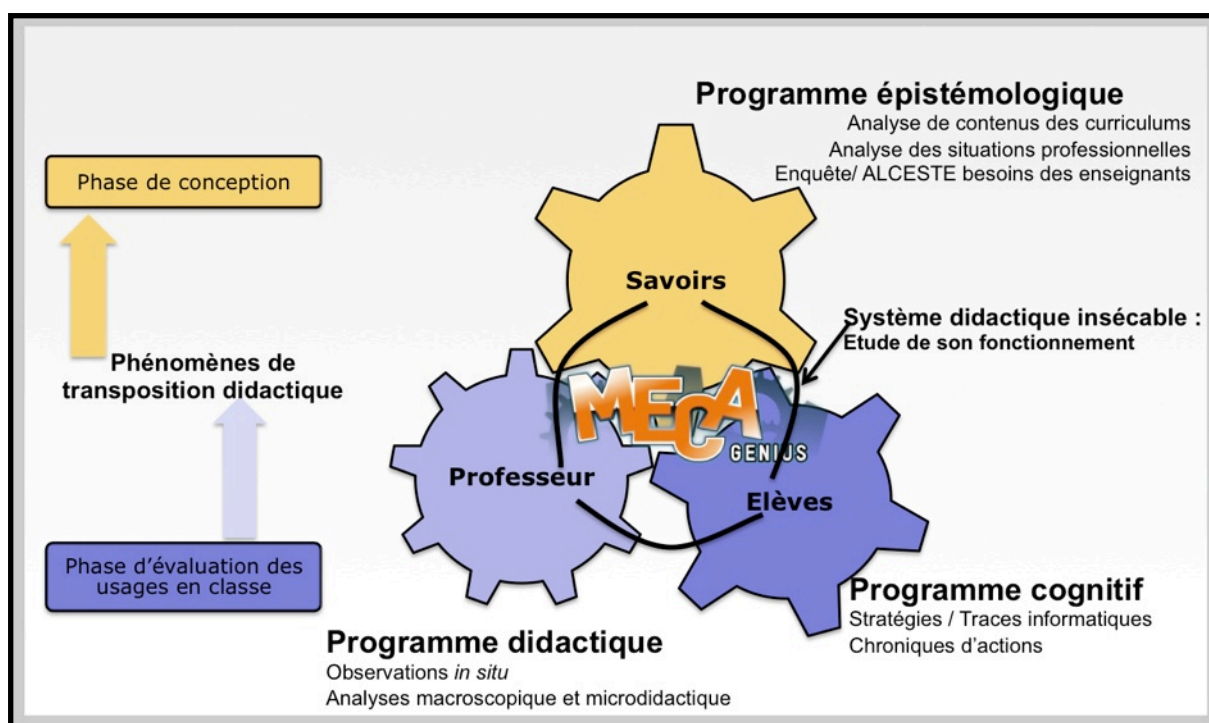 Programme épistémologique
Analyse de contenus des curriculums
Analyse des situations professionnelles
Enquête/ ALCESTE besoins des enseignants
Phase de conception
Savoirs
Système didactique insécable :
Etude de son fonctionnement
Phénomènes de
transposition didactique
MECA
GENIUS
Professeur
Elèves
Phase d'évaluation des
usages en classe
Programme cognitif
Stratégies / Traces informatiques
Chroniques d'actions
Programme didactique
Observations in situ
Analyses macroscopique et microdidactique